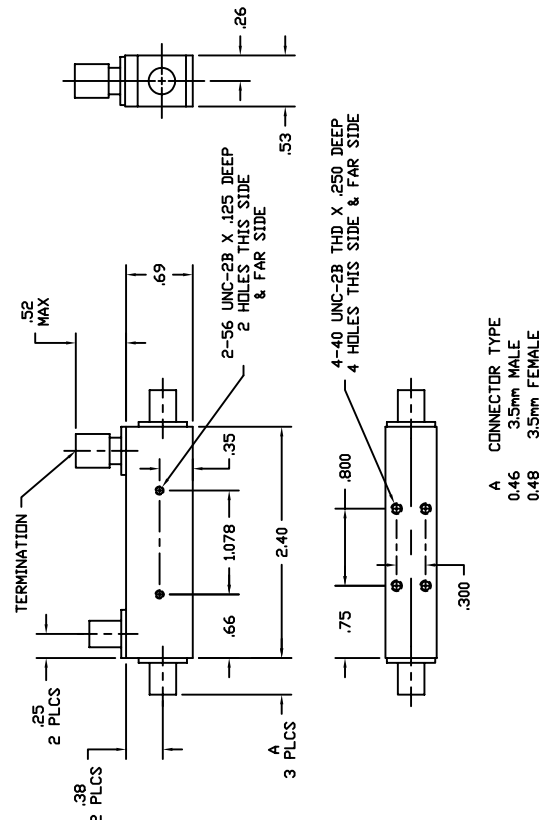 .26
.53
.52
MAX
.69
2-56 UNC-2B X .125 DEEP
2 HOLES THIS SIDE
& FAR SIDE
TERMINATION
.35
1.078
2.40
.66
.25
2 PLCS
.38
2 PLCS
A
3 PLCS
4-40 UNC-2B THD X .250 DEEP
4 HOLES THIS SIDE & FAR SIDE
.800
.75
.300
A CONNECTOR TYPE
0.46 3.5mm MALE
0.48 3.5mm FEMALE